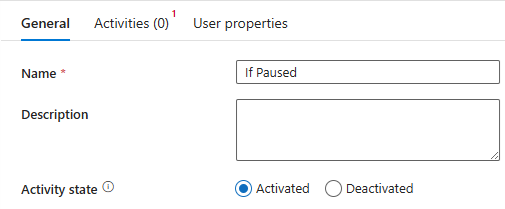 General Activities (0) 1 User properties
Name * If Paused
Description
Activity state Activated Deactivated